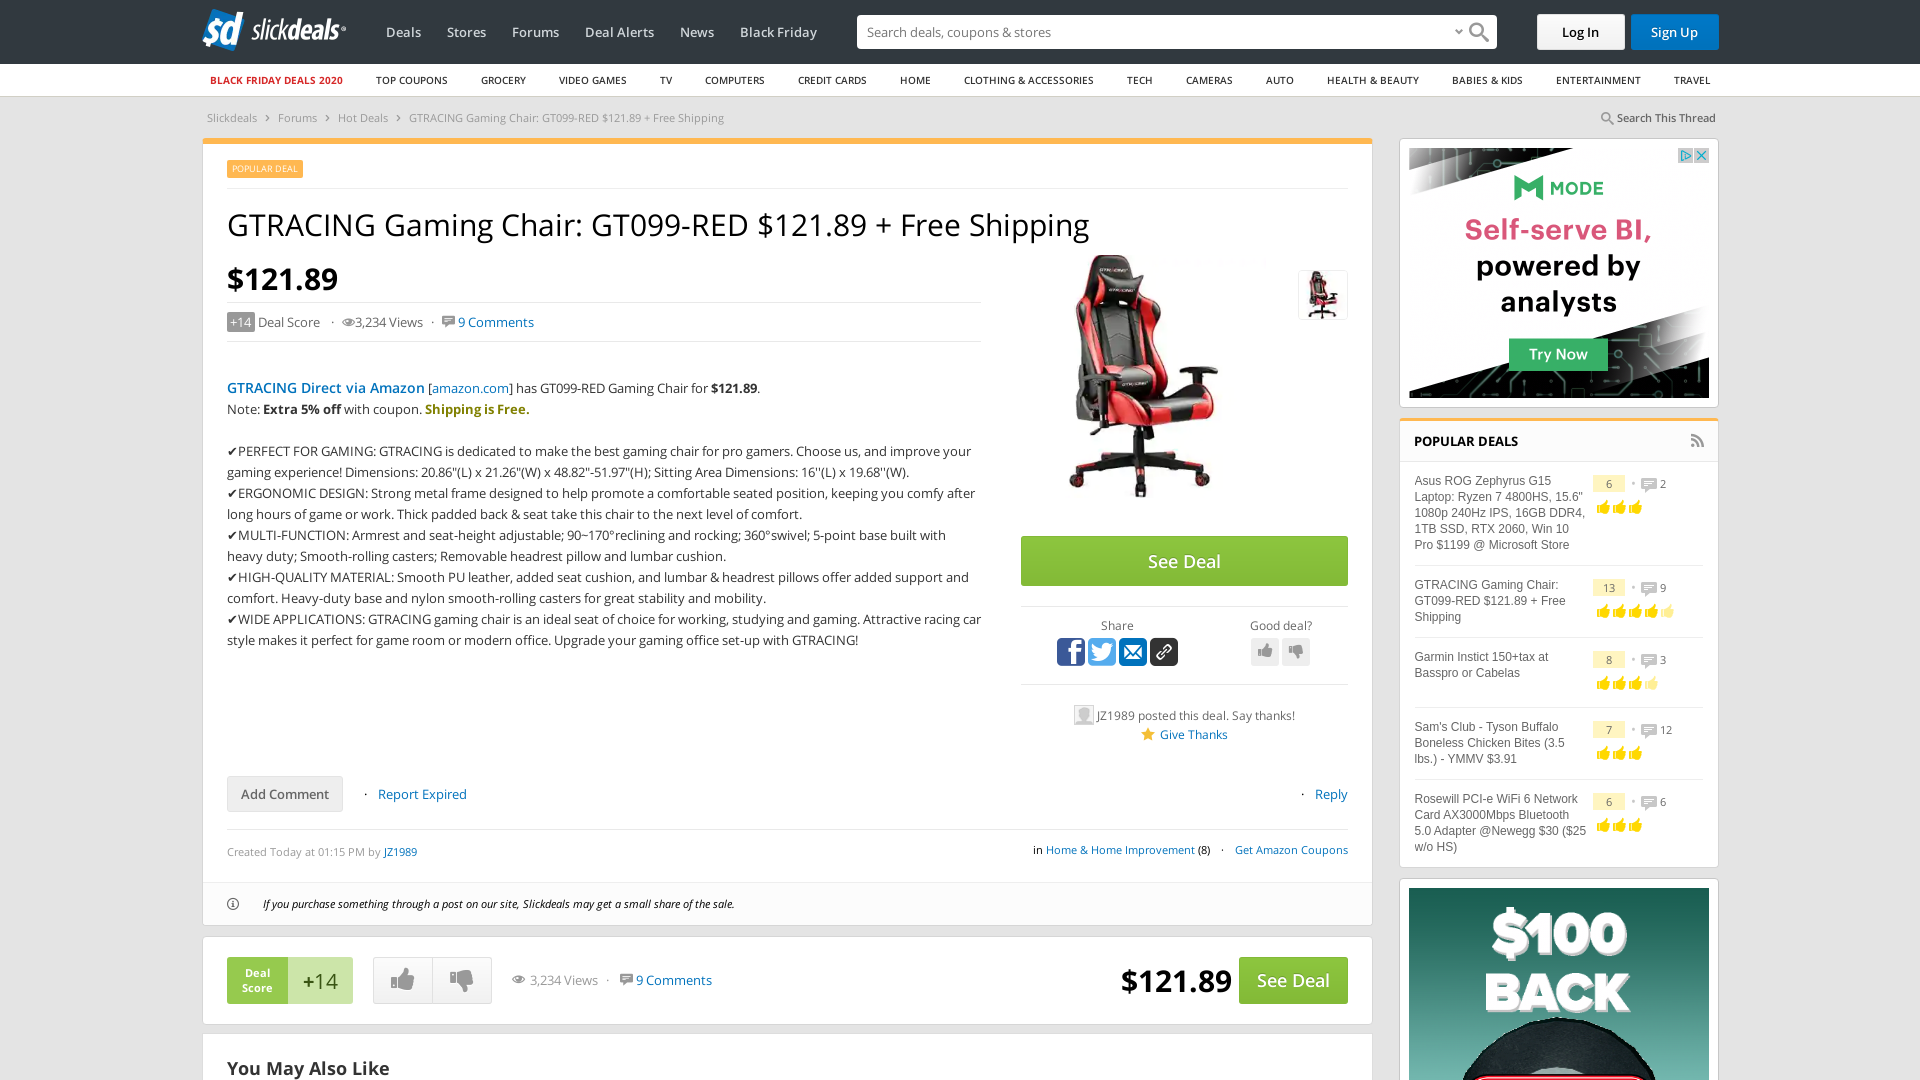 slickdeals
Deals Stores Forums Deal Alerts News Black Friday
Search deals, coupons & stores
Log In Sign Up
BLACK FRIDAY DEALS 2020 TOP COUPONS GROCERY VIDEO GAMES TV COMPUTERS CREDIT CARDS HOME CLOTHING & ACCESSORIES TECH CAMERAS AUTO HEALTH & BEAUTY BABIES & KIDS ENTERTAINMENT TRAVEL
Slickdeals › Forums › Hot Deals › GTRACING Gaming Chair: GT099-RED $121.89 + Free Shipping
Search This Thread
POPULAR DEAL
GTRACING Gaming Chair: GT099-RED $121.89 + Free Shipping
$121.89
+14 Deal Score · 3,234 Views · 9 Comments
GTRACING Direct via Amazon [amazon.com] has GT099-RED Gaming Chair for $121.89.
Note: Extra 5% off with coupon. Shipping is Free.
✔PERFECT FOR GAMING: GTRACING is dedicated to make the best gaming chair for pro gamers. Choose us, and improve your
gaming experience! Dimensions: 20.86"(L) x 21.26"(W) x 48.82"-51.97"(H); Sitting Area Dimensions: 16''(L) x 19.68''(W).
✔ERGONOMIC DESIGN: Strong metal frame designed to help promote a comfortable seated position, keeping you comfy after
long hours of game or work. Thick padded back & seat take this chair to the next level of comfort.
✔MULTI-FUNCTION: Armrest and seat-height adjustable; 90~170°reclining and rocking; 360°swivel; 5-point base built with
heavy duty; Smooth-rolling casters; Removable headrest pillow and lumbar cushion.
✔HIGH-QUALITY MATERIAL: Smooth PU leather, added seat cushion, and lumbar & headrest pillows offer added support and
comfort. Heavy-duty base and nylon smooth-rolling casters for great stability and mobility.
✔WIDE APPLICATIONS: GTRACING gaming chair is an ideal seat of choice for working, studying and gaming. Attractive racing car
style makes it perfect for game room or modern office. Upgrade your gaming office set-up with GTRACING!
See Deal
Share
Good deal?
JZ1989 posted this deal. Say thanks!
Give Thanks
Add Comment · Report Expired
· Reply
Created Today at 01:15 PM by JZ1989
in Home & Home Improvement (8) · Get Amazon Coupons
If you purchase something through a post on our site, Slickdeals may get a small share of the sale.
Deal
Score
+14
3,234 Views · 9 Comments
$121.89
See Deal
You May Also Like
MODE
Self-serve BI,
powered by
analysts
Try Now
POPULAR DEALS
Asus ROG Zephyrus G15
Laptop: Ryzen 7 4800HS, 15.6"
1080p 240Hz IPS, 16GB DDR4,
1TB SSD, RTX 2060, Win 10
Pro $1199 @ Microsoft Store
6 • 2
GTRACING Gaming Chair:
GT099-RED $121.89 + Free
Shipping
13 • 9
Garmin Instict 150+tax at
Basspro or Cabelas
8 • 3
Sam's Club - Tyson Buffalo
Boneless Chicken Bites (3.5
lbs.) - YMMV $3.91
7 • 12
Rosewill PCI-e WiFi 6 Network
Card AX3000Mbps Bluetooth
5.0 Adapter @Newegg $30 ($25
w/o HS)
6 • 6
$100
BACK